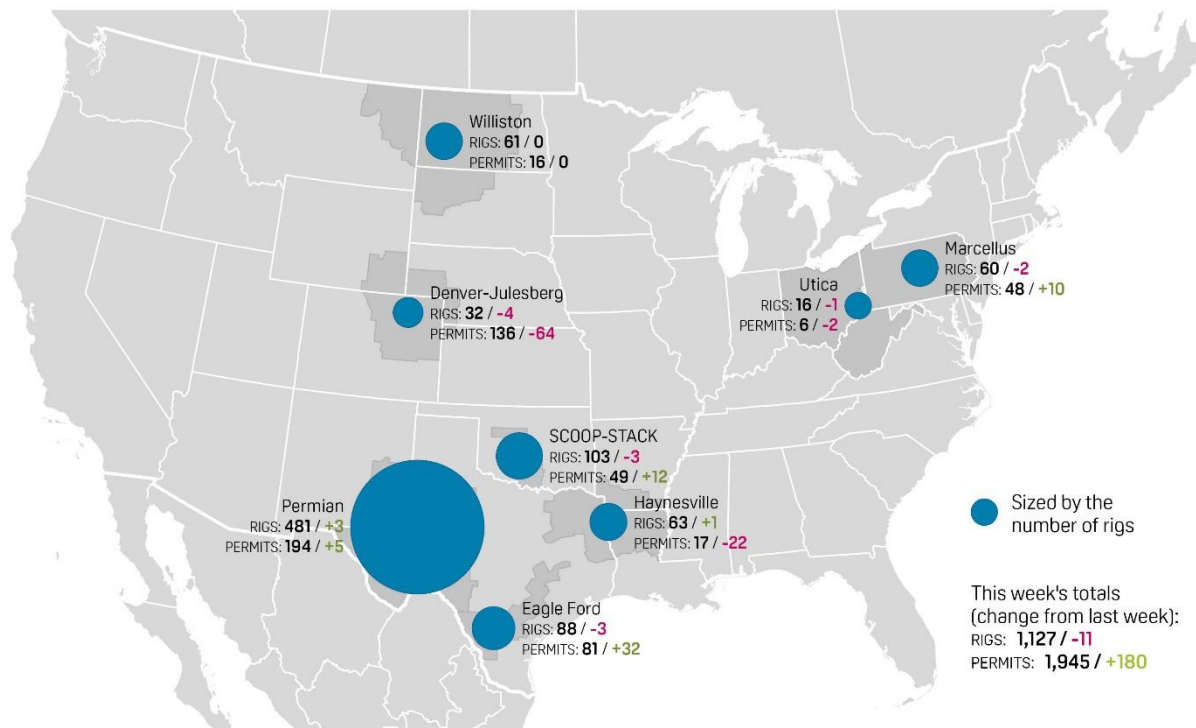 Williston
RIGS: 61 / 0
PERMITS: 16 / 0
Marcellus
RIGS: 60 / -2
PERMITS: 48 / +10
Utica
RIGS: 16 / -1
PERMITS: 6 / -2
Denver-Julesberg
RIGS: 32 / -4
PERMITS: 136 / -64
SCOOP-STACK
RIGS: 103 / -3
PERMITS: 49 / +12
Permian
RIGS: 481 / +3
PERMITS: 194 / +5
Haynesville
RIGS: 63 / +1
PERMITS: 17 / -22
Eagle Ford
RIGS: 88 / -3
PERMITS: 81 / +32
Sized by the
number of rigs
This week's totals
(change from last week):
RIGS: 1,127 / -11
PERMITS: 1,945 / +180